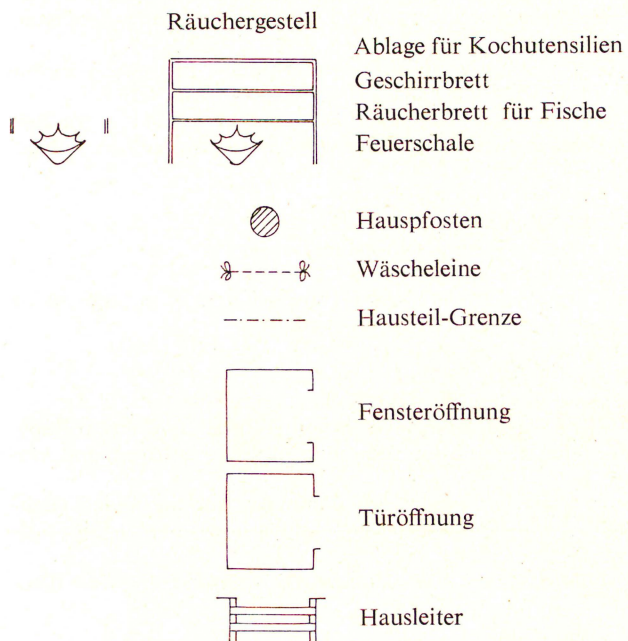 Räuchergestell
Ablage für Kochutensilien
Geschirrbrett
Räucherbrett für Fische
Feuerschale
Hauspfosten
Wäscheleine
Hausteil-Grenze
Fensteröffnung
Türöffnung
Hausleiter